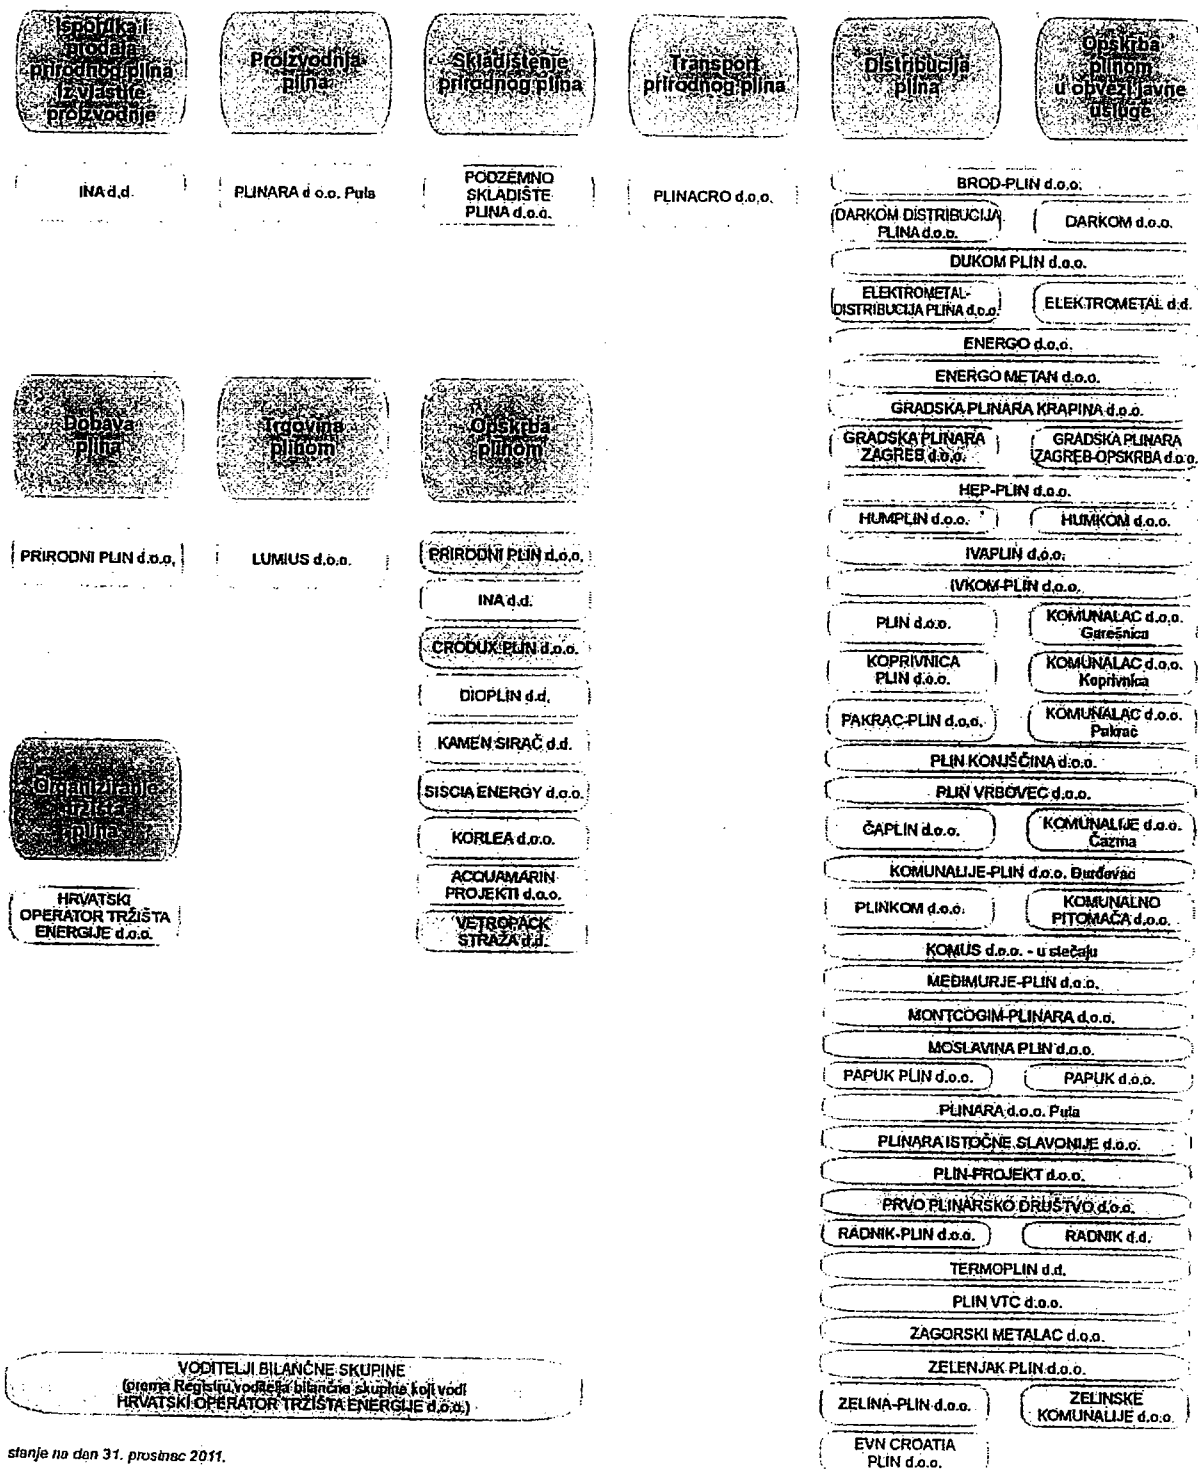 Isporuka i
prodaja
prirodnog plina
iz vlastite
proizvodnje
Proizvodnja
plina
Skladištenje
prirodnog plina
Transport
prirodnog plina
Distribucija
plina
Opskrba
plinom
u obvezi javne
usluge
INA d.d.
PLINARA d o.o. Pula
PODZEMNO
SKLADIŠTE
PLINA d.o.o.
PLINACRO d.o.o.
BROD-PLIN d.o.o.
DARKOM DISTRIBUCIJA
PLINA d.o.o.
DARKOM d.o.o.
DUKOM PLIN d.o.o.
ELEKTROMETAL-
DISTRIBUCIJA PLINA d.o.o.
ELEKTROMETAL d.d.
ENERGO d.o.o.
ENERGO METAN d.o.o.
GRADSKA PLINARA KRAPINA d.o.o.
GRADSKA PLINARA
ZAGREB d.o.o.
GRADSKA PLINARA
ZAGREB-OPSKRBA d.o.o.
HEP-PLIN d.o.o.
HUMPLIN d.o.o.
HUMKOM d.o.o.
IVAPLIN d.o.o.
IVKOM-PLIN d.o.o.
PLIN d.o.o.
KOMUNALAC d.o.o.
Garešnica
KOPRIVNICA
PLIN d.o.o.
KOMUNALAC d.o.o.
Koprivnica
PAKRAC-PLIN d.o.o.
KOMUNALAC d.o.o.
Pakrac
PLIN KONJŠČINA d.o.o.
PLIN VRBOVEC d.o.o.
ČAPLIN d.o.o.
KOMUNALIJE d.o.o.
Čazma
KOMUNALIJE-PLIN d.o.o. Đurđevac
PLINKOM d.o.o.
KOMUNALNO
PITOMAČA d.o.o.
KOMUS d.o.o. - u stečaju
MEĐIMURJE-PLIN d.o.o.
MONTCOGIM-PLINARA d.o.o.
MOSLAVINA PLIN d.o.o.
PAPUK PLIN d.o.o.
PAPUK d.o.o.
PLINARA d.o.o. Pula
PLINARA ISTOČNE SLAVONIJE d.o.o.
PLIN-PROJEKT d.o.o.
PRVO PLINARSKO DRUŠTVO d.o.o.
RADNIK-PLIN d.o.o.
RADNIK d.d.
TERMOPLIN d.d.
PLIN VTC d.o.o.
ZAGORSKI METALAC d.o.o.
ZELENJAK PLIN d.o.o.
ZELINA-PLIN d.o.o.
ZELINSKE
KOMUNALIJE d.o.o.
EVN CROATIA
PLIN d.o.o.
Dobava
plina
Trgovina
plinom
Opskrba
plinom
PRIRODNI PLIN d.o.o.
LUMIUS d.o.o.
PRIRODNI PLIN d.o.o.
INA d.d.
CRODUX PLIN d.o.o.
DIOPLIN d.d.
KAMEN SIRAČ d.d.
SISCIA ENERGY d.o.o.
KORLEA d.o.o.
ACQUAMARIN
PROJEKTI d.o.o.
VETROPACK
STRAŽA d.d.
Organiziranje
tržišta
plina
HRVATSKI
OPERATOR TRŽIŠTA
ENERGIJE d.o.o.
VODITELJI BILANČNE SKUPINE
(prema Registru voditelja bilančne skupine koji vodi
HRVATSKI OPERATOR TRŽIŠTA ENERGIJE d.o.o.)
stanje na dan 31. prosinac 2011.